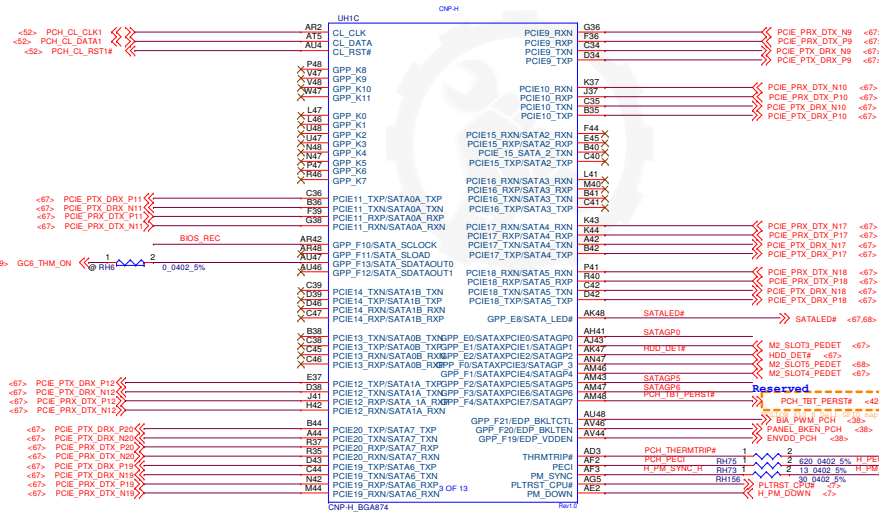 CNP-H
UH1C
<52> PCH_CL_CLK1 AR2 CL_CLK
<52> PCH_CL_DATA1 AT5 CL_DATA
<52> PCH_CL_RST1# AU4 CL_RST#
P48 GPP_K8
V47 GPP_K9
V48 GPP_K10
W47 GPP_K11
L47 GPP_K0
L46 GPP_K1
U48 GPP_K2
U47 GPP_K3
N48 GPP_K4
N47 GPP_K5
P47 GPP_K6
R46 GPP_K7
<67> PCIE_PTX_DRX_P11 C36 PCIE11_TXP/SATA0A_TXP
<67> PCIE_PTX_DRX_N11 B36 PCIE11_TXN/SATA0A_TXN
<67> PCIE_PRX_DTX_P11 F39 PCIE11_RXP/SATA0A_RXP
<67> PCIE_PRX_DTX_N11 G38 PCIE11_RXN/SATA0A_RXN
BIOS_REC AR42 GPP_F10/SATA_SCLOCK
AR48 GPP_F11/SATA_SLOAD
GC6_THM_ON 1 2 AU47 GPP_F13/SATA_SDATAOUT0
@ RH6 0_0402_5% AU46 GPP_F12/SATA_SDATAOUT1
C39 PCIE14_TXN/SATA1B_TXN
D39 PCIE14_TXP/SATA1B_TXP
D46 PCIE14_RXN/SATA1B_RXN
C47 PCIE14_RXP/SATA1B_RXP
B38 PCIE13_TXN/SATA0B_TXN
C38 PCIE13_TXP/SATA0B_TXP
C45 PCIE13_RXN/SATA0B_RXN
C46 PCIE13_RXP/SATA0B_RXP
<67> PCIE_PTX_DRX_P12 E37 PCIE12_TXP/SATA1A_TXP
<67> PCIE_PTX_DRX_N12 D38 PCIE12_TXN/SATA1A_TXN
<67> PCIE_PRX_DTX_P12 J41 PCIE12_RXP/SATA_1A_RXP
<67> PCIE_PRX_DTX_N12 H42 PCIE12_RXN/SATA1A_RXN
<67> PCIE_PTX_DRX_P20 B44 PCIE20_TXP/SATA7_TXP
<67> PCIE_PTX_DRX_N20 A44 PCIE20_TXN/SATA7_TXN
<67> PCIE_PRX_DTX_P20 R37 PCIE20_RXP/SATA7_RXP
<67> PCIE_PRX_DTX_N20 R35 PCIE20_RXN/SATA7_RXN
<67> PCIE_PTX_DRX_P19 D43 PCIE19_TXP/SATA6_TXP
<67> PCIE_PTX_DRX_N19 C44 PCIE19_TXN/SATA6_TXN
<67> PCIE_PRX_DTX_P19 N42 PCIE19_RXP/SATA6_RXP
<67> PCIE_PRX_DTX_N19 M44 PCIE19_RXN/SATA6_RXN
3 OF 13
CNP-H_BGA874
Rev1.0
PCIE9_RXN G36 PCIE_PRX_DTX_N9 <67>
PCIE9_RXP F36 PCIE_PRX_DTX_P9 <67>
PCIE9_TXN C34 PCIE_PTX_DRX_N9 <67>
PCIE9_TXP D34 PCIE_PTX_DRX_P9 <67>
PCIE10_RXN K37 PCIE_PRX_DTX_N10 <67>
PCIE10_RXP J37 PCIE_PRX_DTX_P10 <67>
PCIE10_TXN C35 PCIE_PTX_DRX_N10 <67>
PCIE10_TXP B35 PCIE_PTX_DRX_P10 <67>
PCIE15_RXN/SATA2_RXN F44
PCIE15_RXP/SATA2_RXP E45
PCIE_15_SATA_2_TXN B40
PCIE15_TXP/SATA2_TXP C40
PCIE16_RXN/SATA3_RXN L41
PCIE16_RXP/SATA3_RXP M40
PCIE16_TXN/SATA3_TXN B41
PCIE16_TXP/SATA3_TXP C41
PCIE17_RXN/SATA4_RXN K43 PCIE_PRX_DTX_N17 <67>
PCIE17_RXP/SATA4_RXP K44 PCIE_PRX_DTX_P17 <67>
PCIE17_TXN/SATA4_TXN A42 PCIE_PTX_DRX_N17 <67>
PCIE17_TXP/SATA4_TXP B42 PCIE_PTX_DRX_P17 <67>
PCIE18_RXN/SATA5_RXN P41 PCIE_PRX_DTX_N18 <67>
PCIE18_RXP/SATA5_RXP R40 PCIE_PRX_DTX_P18 <67>
PCIE18_TXN/SATA5_TXN C42 PCIE_PTX_DRX_N18 <67>
PCIE18_TXP/SATA5_TXP D42 PCIE_PTX_DRX_P18 <67>
GPP_E8/SATA_LED# AK48 SATALED# SATALED# <67,68>
GPP_E0/SATAXPCIE0/SATAGP0 AH41 SATAGP0
GPP_E1/SATAXPCIE1/SATAGP1 AJ43 M2_SLOT3_PEDET <67>
GPP_E2/SATAXPCIE2/SATAGP2 AK47 HDD_DET# HDD_DET# <67>
GPP_F0/SATAXPCIE3/SATAGP_3 AN47 M2_SLOT5_PEDET <68>
GPP_F1/SATAXPCIE4/SATAGP4 AM46 M2_SLOT4_PEDET <67>
GPP_F2/SATAXPCIE5/SATAGP5 AM43 SATAGP5
GPP_F3/SATAXPCIE6/SATAGP6 AM47 SATAGP6
GPP_F4/SATAXPCIE7/SATAGP7 AM48 PCH_TBT_PERST# PCH_TBT_PERST# <42
Reserved
GPP_F21/EDP_BKLTCTL AU48 BIA_PWM_PCH <38>
GPP_F20/EDP_BKLTEN AV46 PANEL_BKEN_PCH <38>
GPP_F19/EDP_VDDEN AV44 ENVDD_PCH <38>
THRMTRIP# AD3 PCH_THERMTRIP# RH75 1 2 620_0402_5%
PECI AF2 PCH_PECI RH73 1 2 13_0402_5%
PM_SYNC AF3 H_PM_SYNC_R RH156 1 2 30_0402_5%
PLTRST_CPU# AG5 PLTRST_CPU# <7>
PM_DOWN AE2 H_PM_DOWN <7>